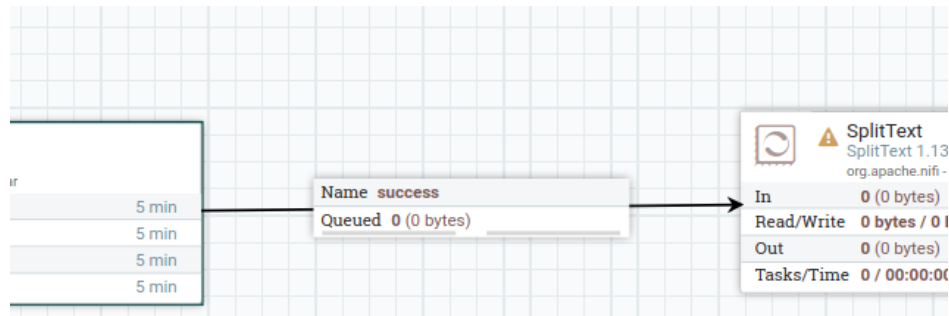 ar
5 min
5 min
5 min
5 min
Name success
Queued 0 (0 bytes)
SplitText
SplitText 1.13
org.apache.nifi -
In 0 (0 bytes)
Read/Write 0 bytes / 0
Out 0 (0 bytes)
Tasks/Time 0 / 00:00:00